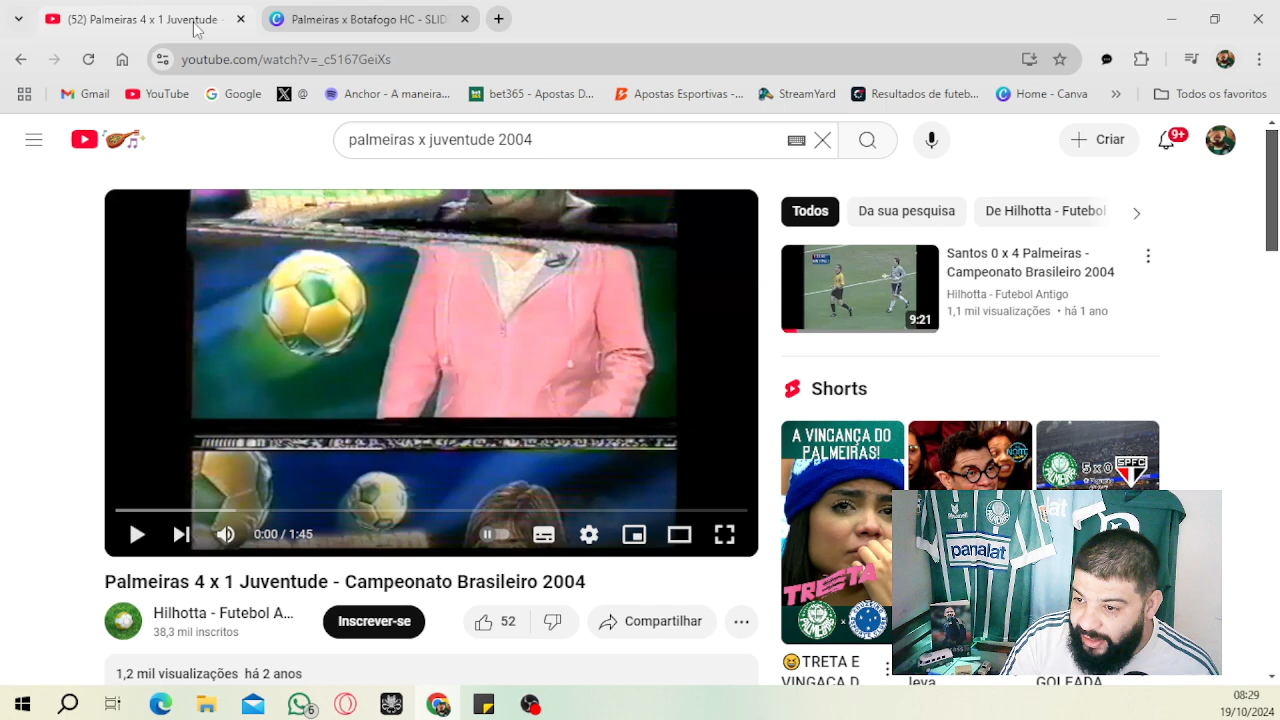 (52) Palmeiras 4 x 1 Juventude -
Palmeiras x Botafogo HC - SLID
youtube.com/watch?v=_c5167GeiXs
Gmail
YouTube
Google
@
Anchor - A maneira...
bet365 - Apostas D...
Apostas Esportivas -...
StreamYard
Resultados de futeb...
Home - Canva
Todos os favoritos
palmeiras x juventude 2004
Criar
9+
Todos
Da sua pesquisa
De Hilhotta - Futebol
Santos 0 x 4 Palmeiras -
Campeonato Brasileiro 2004
Hilhotta - Futebol Antigo
1,1 mil visualizações • há 1 ano
9:21
Shorts
A VINGANÇA DO
PALMEIRAS!
TRETA
5 x 0
SPFC
parmalat
0:00 / 1:45
Palmeiras 4 x 1 Juventude - Campeonato Brasileiro 2004
Hilhotta - Futebol A...
38,3 mil inscritos
Inscrever-se
52
Compartilhar
1,2 mil visualizações há 2 anos
😆TRETA E
VINGAÇA D
leva
GOLEADA
6
08:29
19/10/2024